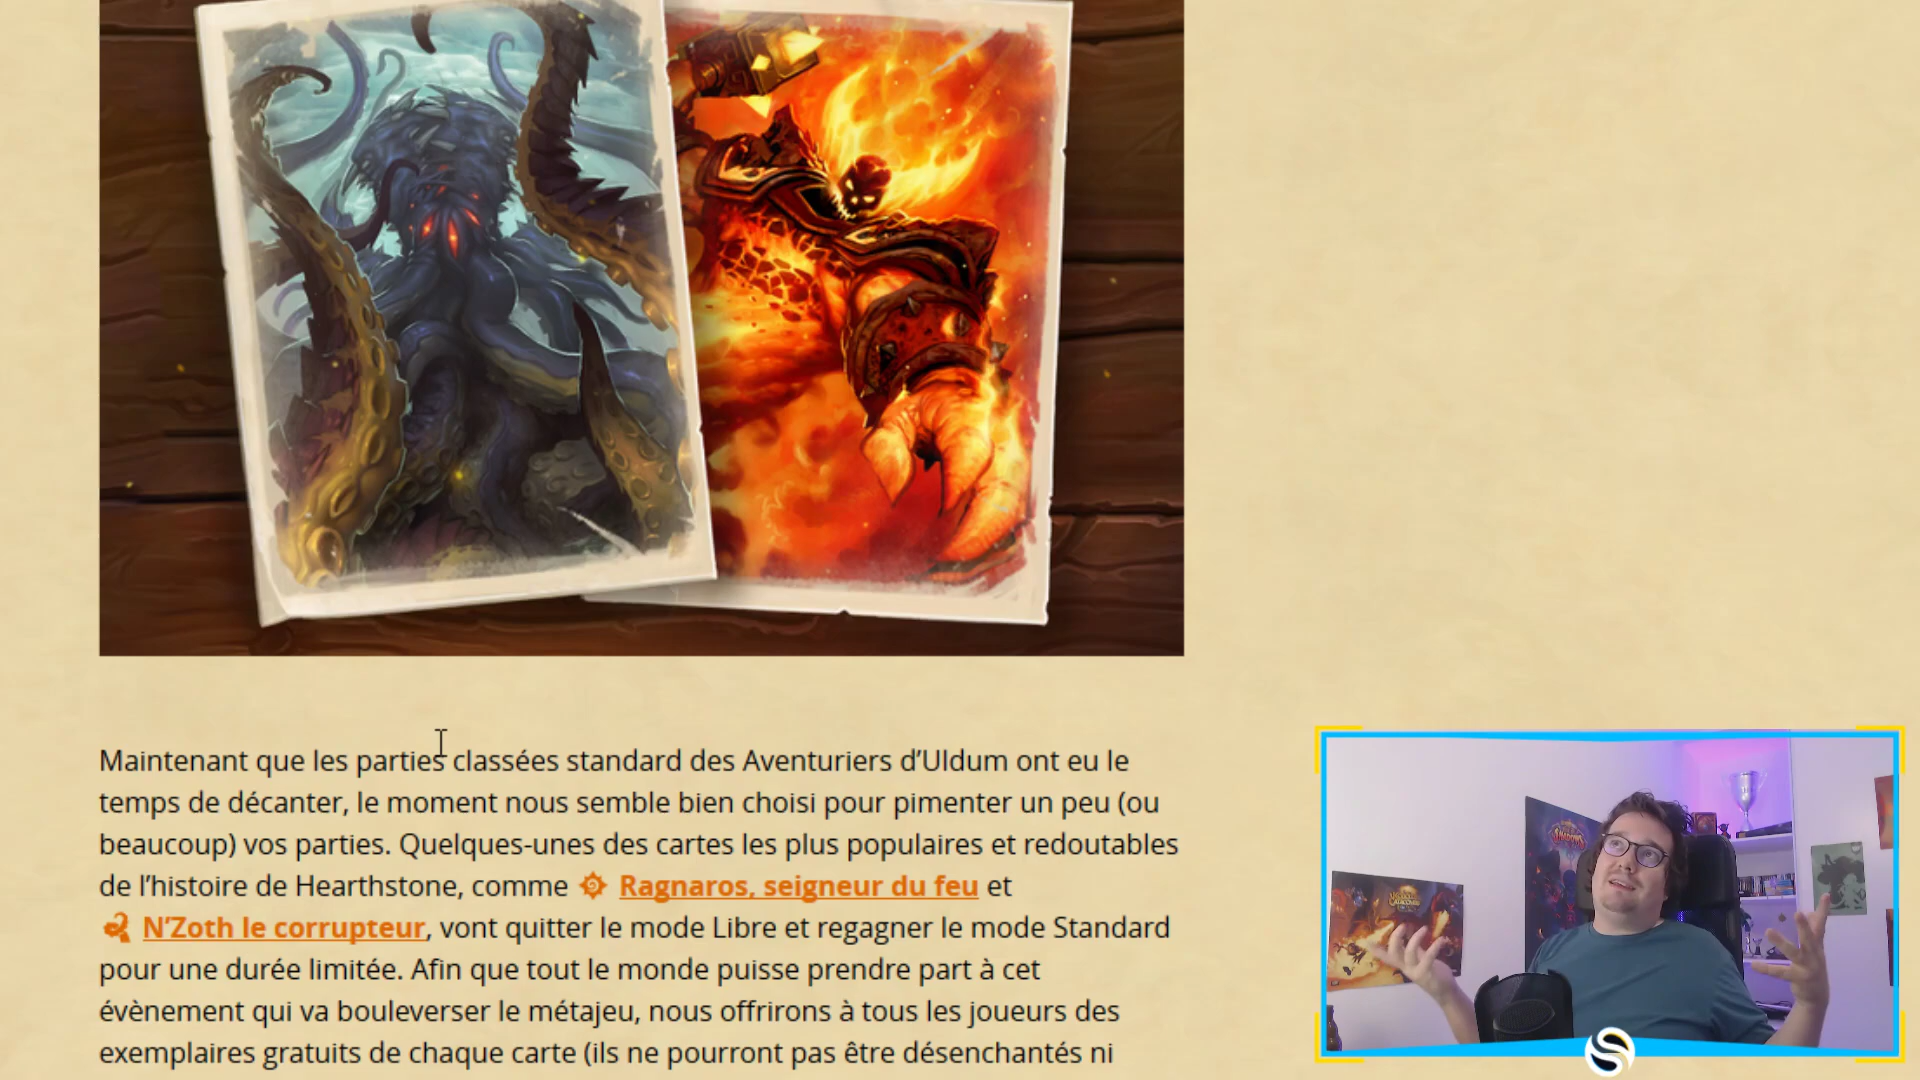 Maintenant que les parties classées standard des Aventuriers d’Uldum ont eu le
temps de décanter, le moment nous semble bien choisi pour pimenter un peu (ou
beaucoup) vos parties. Quelques-unes des cartes les plus populaires et redoutables
de l’histoire de Hearthstone, comme Ragnaros, seigneur du feu et
N’Zoth le corrupteur, vont quitter le mode Libre et regagner le mode Standard
pour une durée limitée. Afin que tout le monde puisse prendre part à cet
évènement qui va bouleverser le métajeu, nous offrirons à tous les joueurs des
exemplaires gratuits de chaque carte (ils ne pourront pas être désenchantés ni